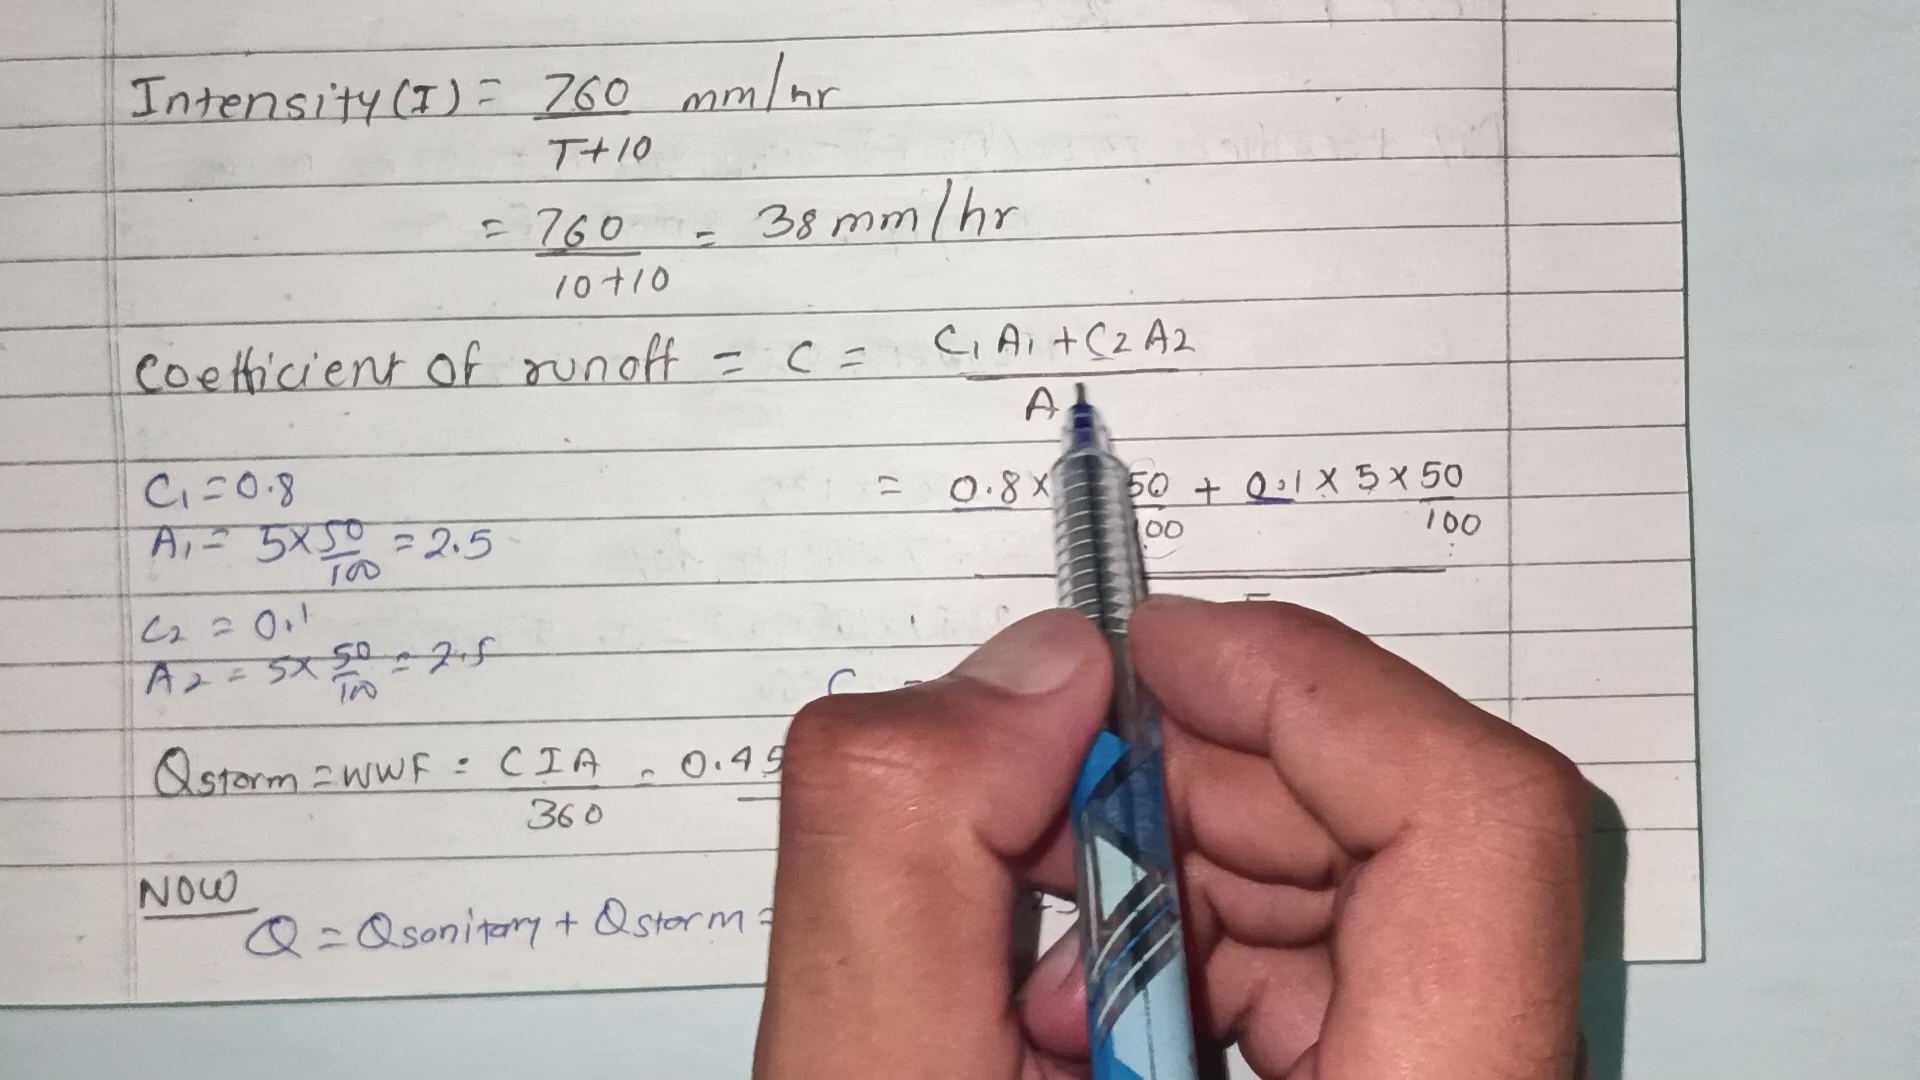 Intensity (I) = 760 mm/hr
T+10
= 760 = 38 mm/hr
10+10
Coefficient of runoff = C = C1 A1 + C2 A2
A
C1 = 0.8
= 0.8 × 50 + 0.1 × 5 × 50
100 100
A1 = 5×50 = 2.5
100
C2 = 0.1
A2 = 5×50 = 2.5
100
C =
Qstorm = WWF = CIA = 0.45
360
NOW
Q = Qsanitary + Qstorm =